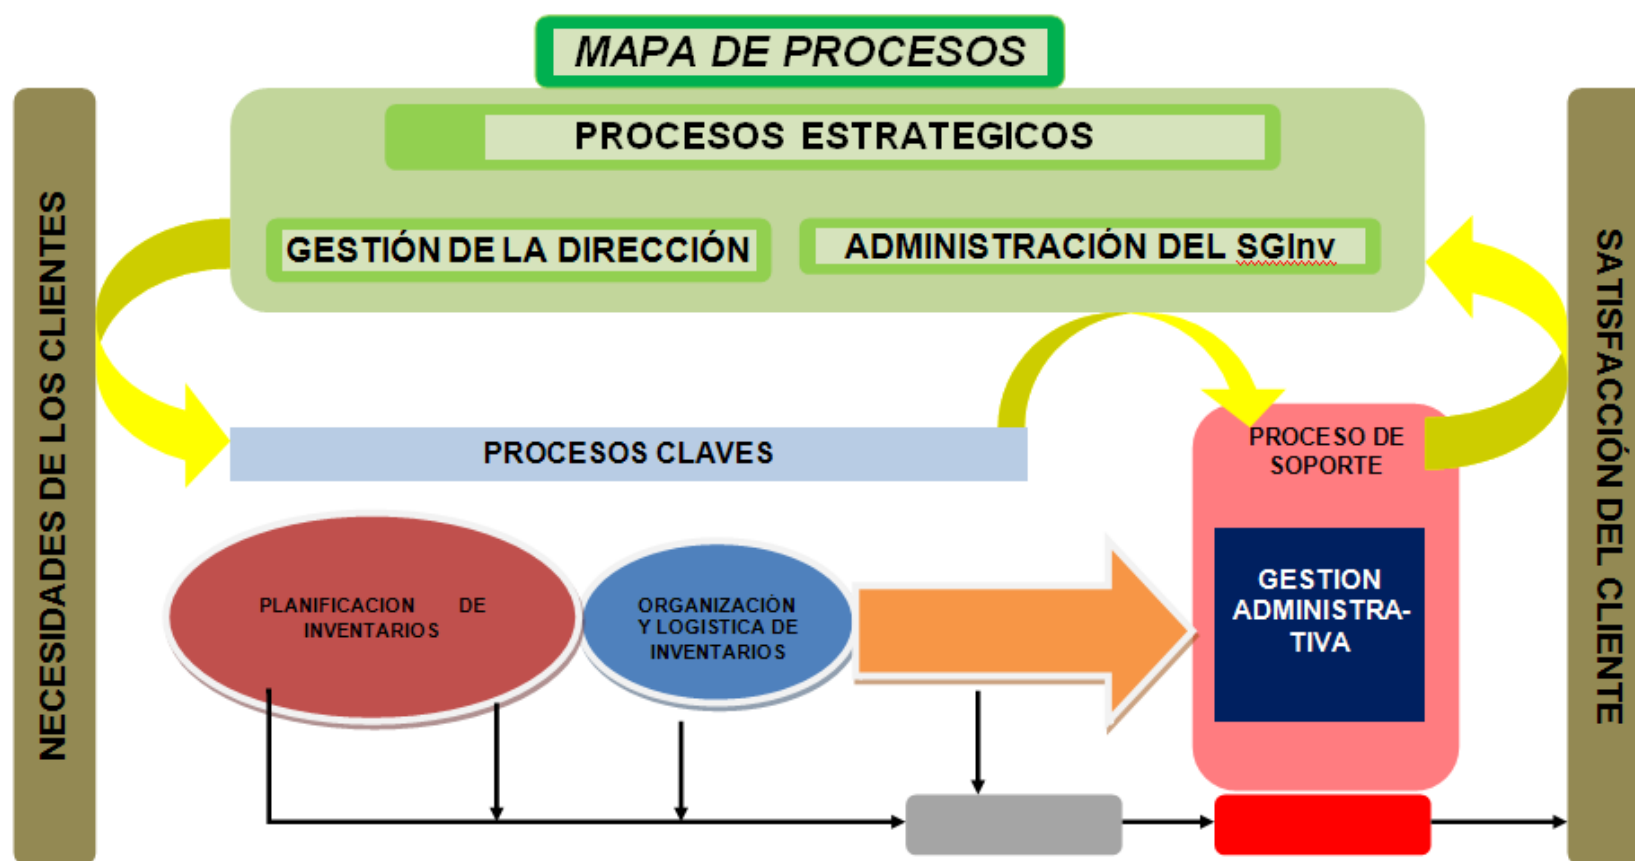 MAPA DE PROCESOS
PROCESOS ESTRATEGICOS
GESTIÓN DE LA DIRECCIÓN
ADMINISTRACIÓN DEL SGInv
NECESIDADES DE LOS CLIENTES
PROCESOS CLAVES
PROCESO DE
SOPORTE
PLANIFICACION DE
INVENTARIOS
ORGANIZACIÓN
Y LOGISTICA DE
INVENTARIOS
GESTION
ADMINISTRA-
TIVA
SATISFACCIÓN DEL CLIENTE